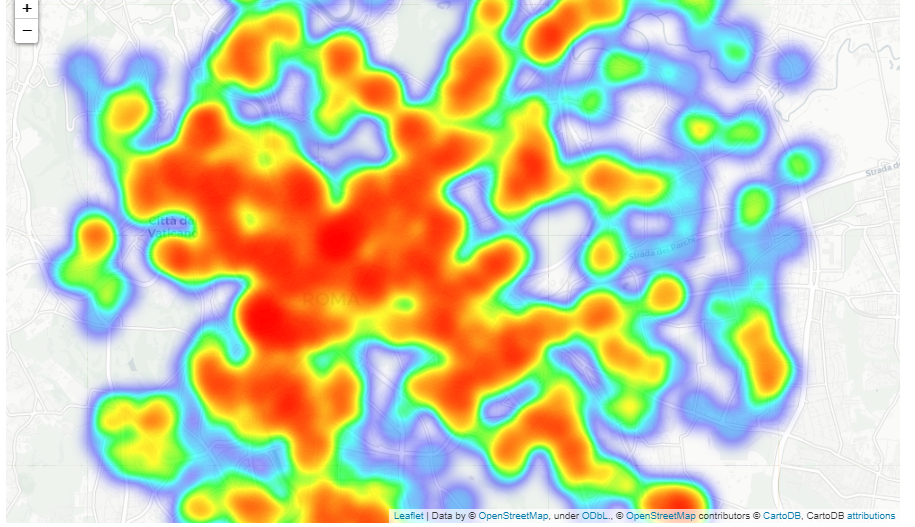 +
−
Città del
Vaticano
Strada dei Parchi
ROMA
Leaflet | Data by © OpenStreetMap, under ODbL., © OpenStreetMap contributors © CartoDB, CartoDB attributions